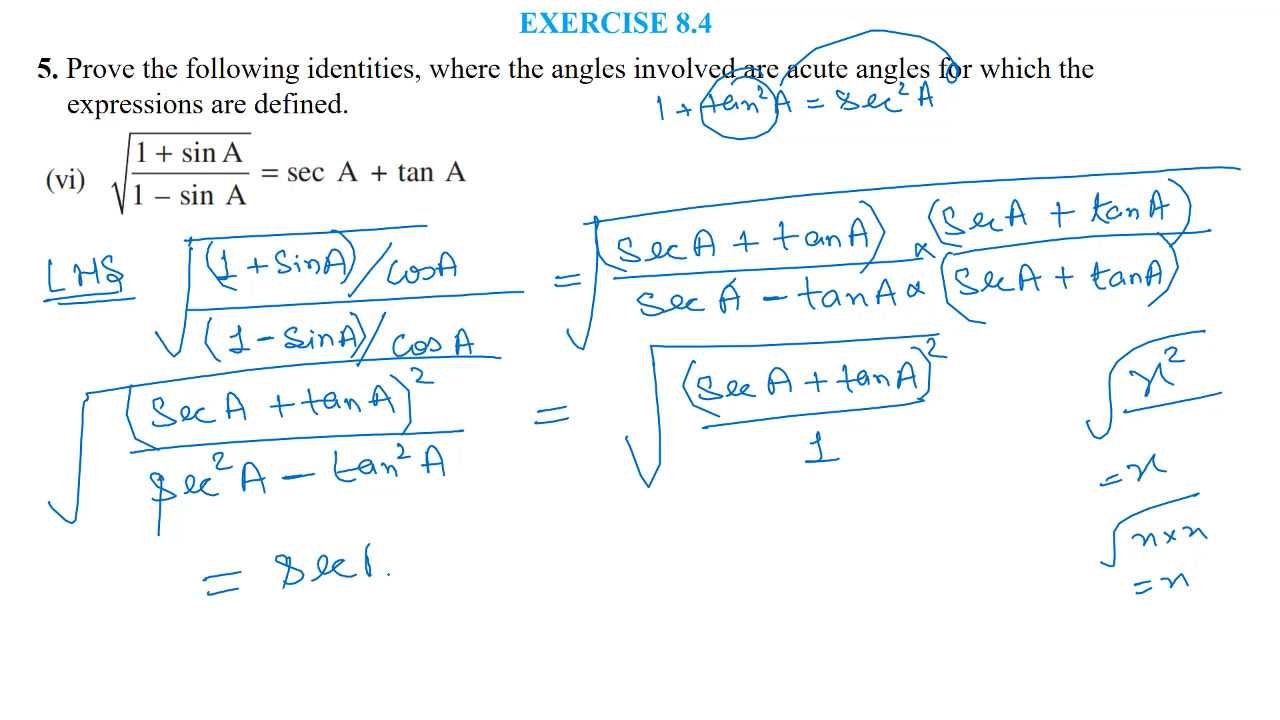 EXERCISE 8.4
5. Prove the following identities, where the angles involved are acute angles for which the
expressions are defined.
1 + tan²A = sec²A
(vi) √((1 + sin A)/(1 − sin A)) = sec A + tan A
LHS √(((1 + sinA)/cosA)/((1 − sinA)/cosA))
= √(((secA + tanA) × (secA + tanA))/(secA − tanA × (secA + tanA)))
√((secA + tanA)²/(sec²A − tan²A))
= √((secA + tanA)²/1)
√x²
= x
√x×x
= x
= sec